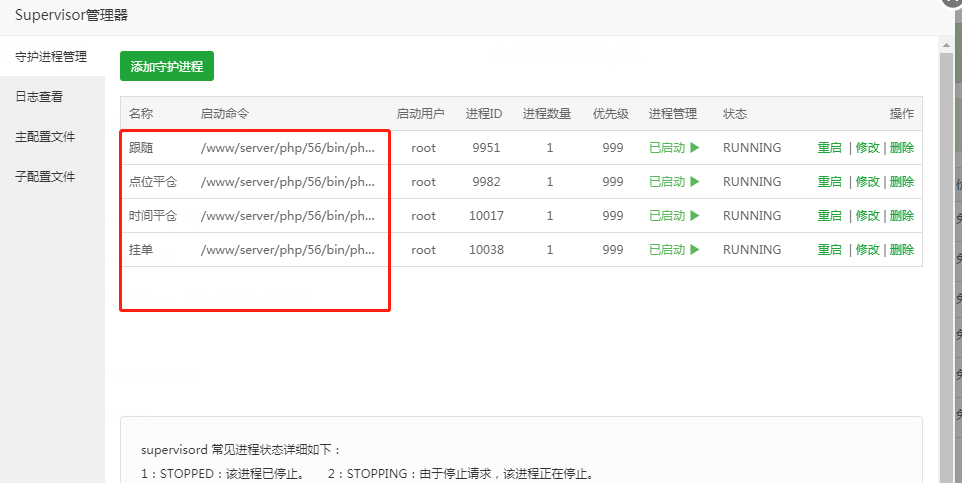 Supervisor管理器
守护进程管理
日志查看
主配置文件
子配置文件
添加守护进程
名称 启动命令 启动用户 进程ID 进程数量 优先级 进程管理 状态 操作
跟随 /www/server/php/56/bin/ph... root 9951 1 999 已启动 RUNNING 重启 | 修改 | 删除
点位平仓 /www/server/php/56/bin/ph... root 9982 1 999 已启动 RUNNING 重启 | 修改 | 删除
时间平仓 /www/server/php/56/bin/ph... root 10017 1 999 已启动 RUNNING 重启 | 修改 | 删除
挂单 /www/server/php/56/bin/ph... root 10038 1 999 已启动 RUNNING 重启 | 修改 | 删除
supervisord 常见进程状态详细如下：
1：STOPPED：该进程已停止。 2：STOPPING：由于停止请求，该进程正在停止。